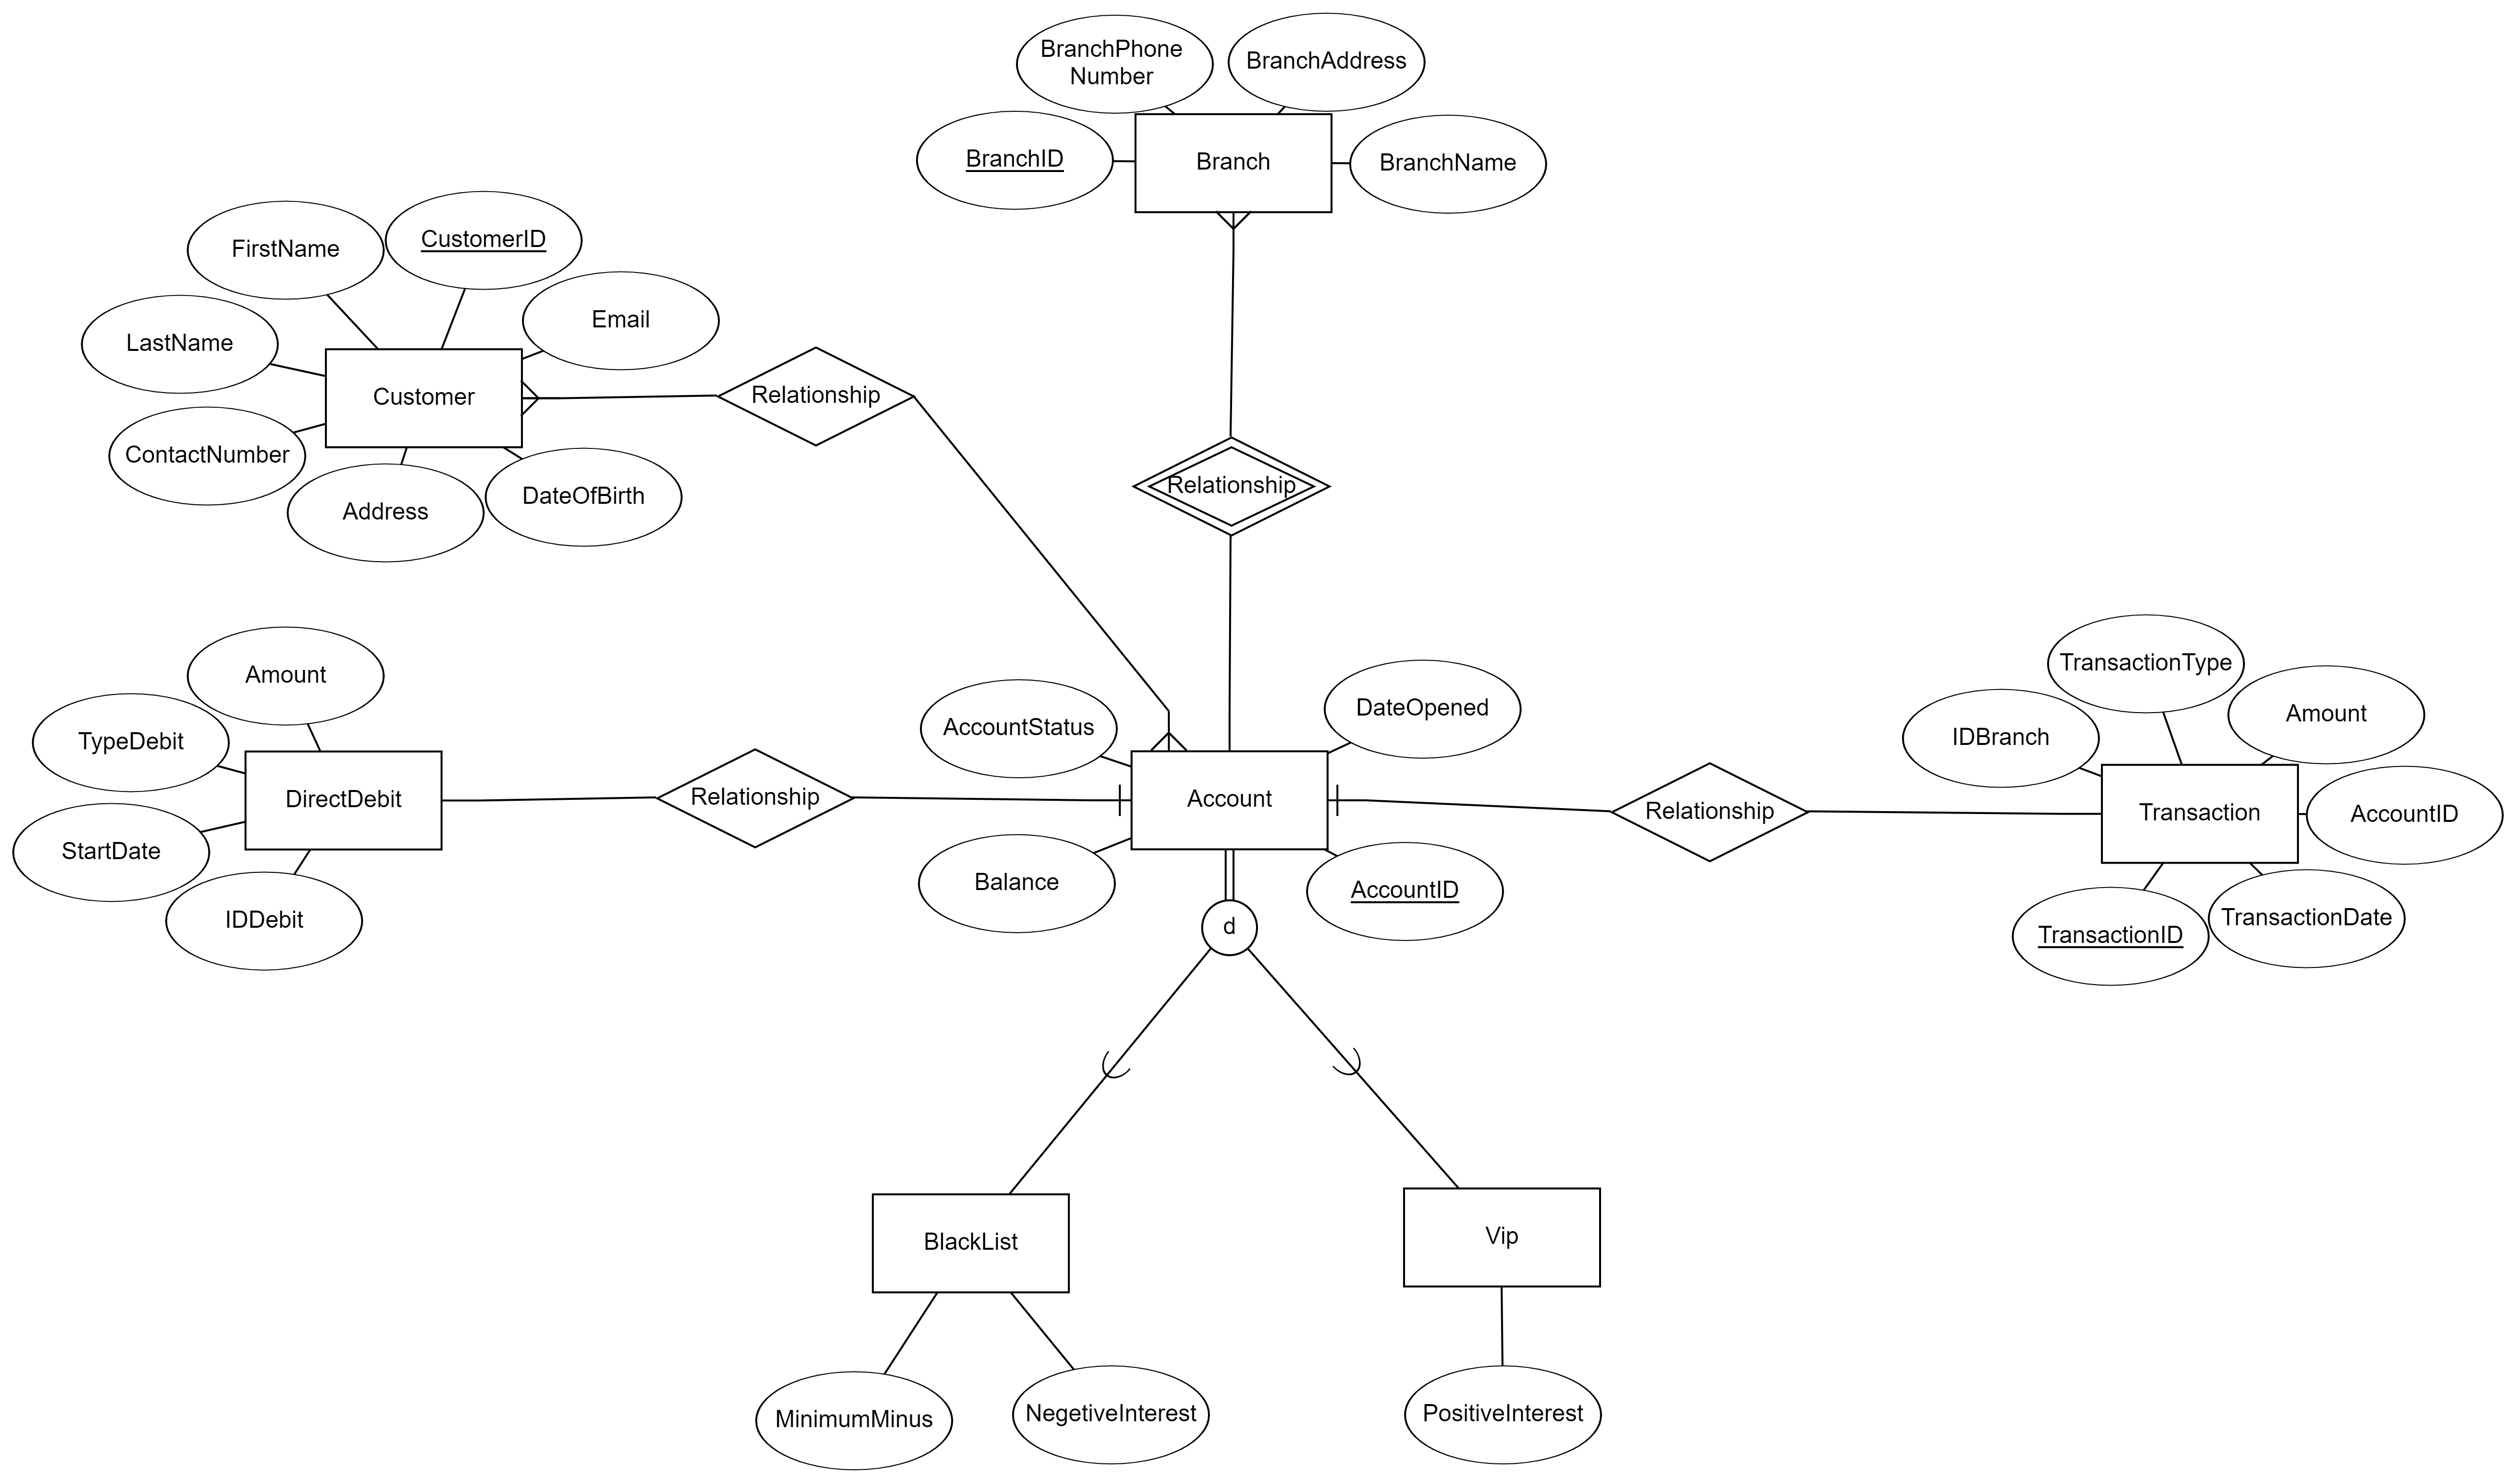 BranchPhone
Number
BranchAddress
BranchID
Branch
BranchName
FirstName
CustomerID
Email
LastName
Customer
Relationship
ContactNumber
Address
DateOfBirth
Relationship
Amount
TypeDebit
DirectDebit
StartDate
IDDebit
Relationship
AccountStatus
DateOpened
Account
Balance
AccountID
d
Relationship
TransactionType
IDBranch
Amount
Transaction
AccountID
TransactionID
TransactionDate
BlackList
Vip
MinimumMinus
NegetiveInterest
PositiveInterest